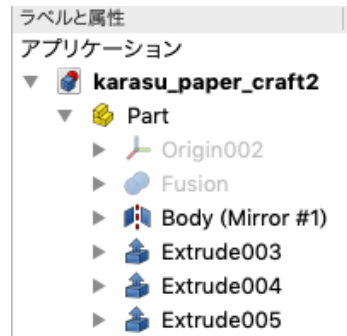 ラベルと属性
アプリケーション
karasu_paper_craft2
Part
Origin002
Fusion
Body (Mirror #1)
Extrude003
Extrude004
Extrude005